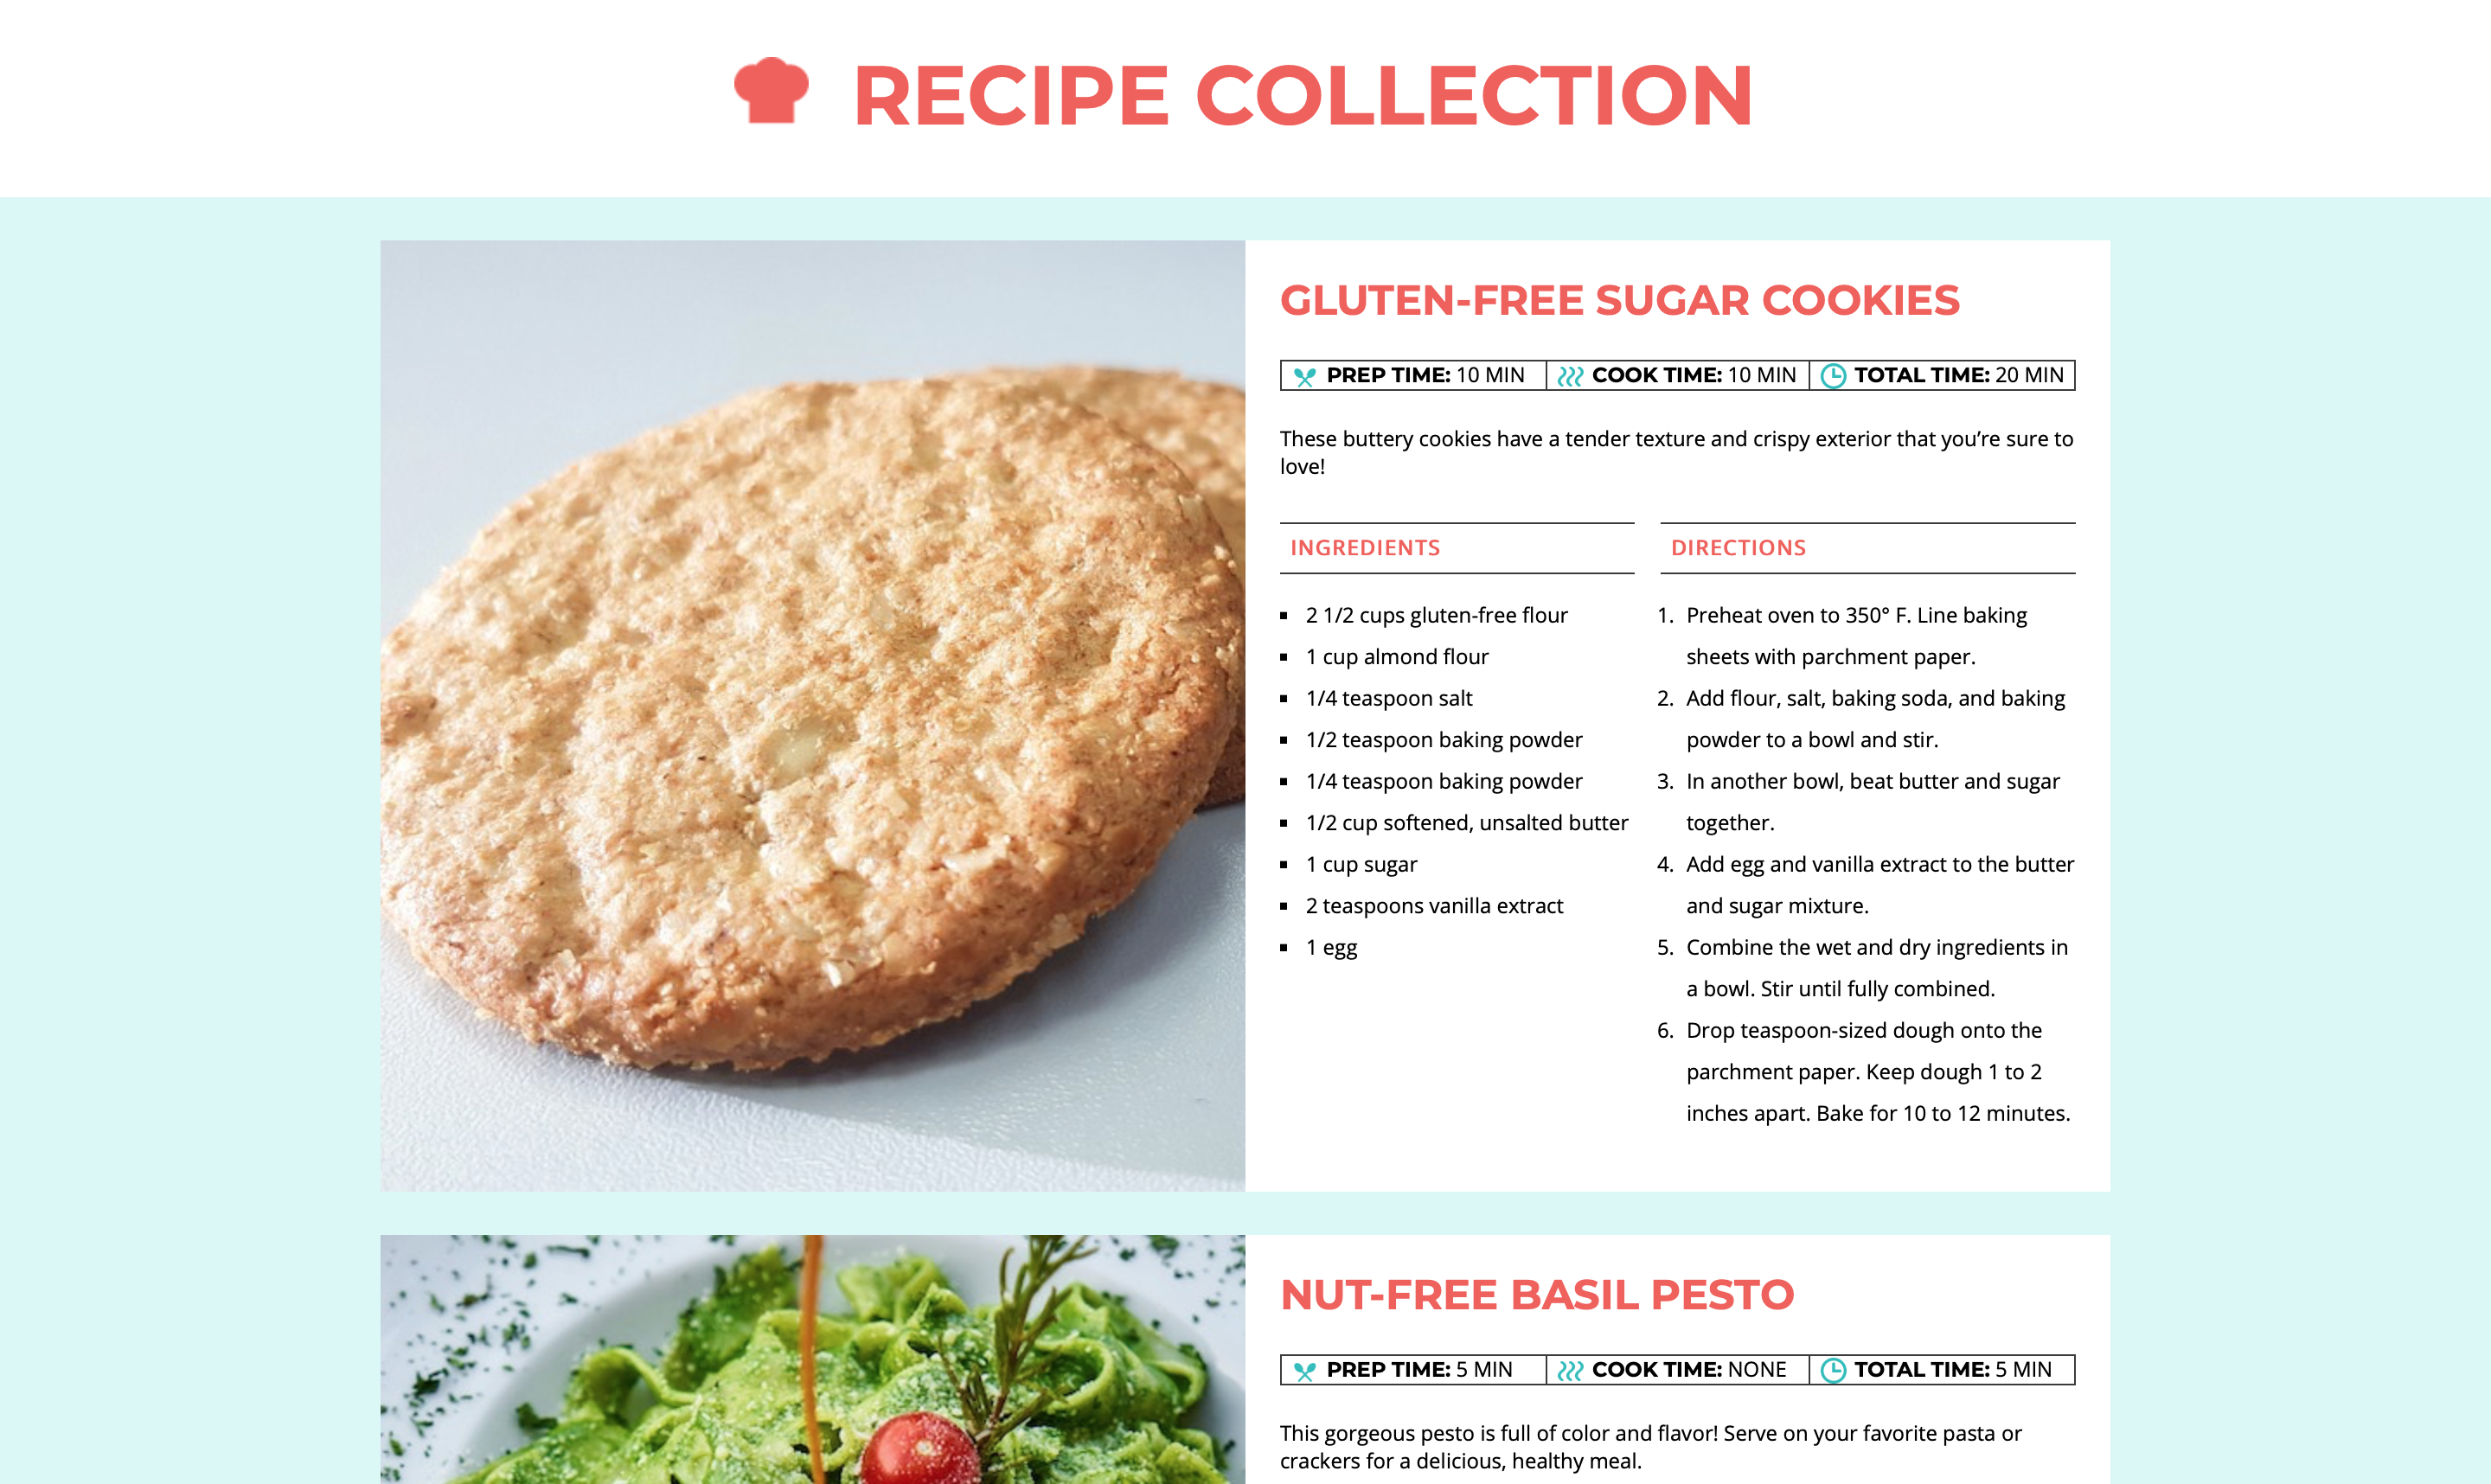 RECIPE COLLECTION
GLUTEN-FREE SUGAR COOKIES
PREP TIME: 10 MIN COOK TIME: 10 MIN TOTAL TIME: 20 MIN
These buttery cookies have a tender texture and crispy exterior that you’re sure to
love!
INGREDIENTS
2 1/2 cups gluten-free flour
1 cup almond flour
1/4 teaspoon salt
1/2 teaspoon baking powder
1/4 teaspoon baking powder
1/2 cup softened, unsalted butter
1 cup sugar
2 teaspoons vanilla extract
1 egg
DIRECTIONS
1. Preheat oven to 350° F. Line baking
sheets with parchment paper.
2. Add flour, salt, baking soda, and baking
powder to a bowl and stir.
3. In another bowl, beat butter and sugar
together.
4. Add egg and vanilla extract to the butter
and sugar mixture.
5. Combine the wet and dry ingredients in
a bowl. Stir until fully combined.
6. Drop teaspoon-sized dough onto the
parchment paper. Keep dough 1 to 2
inches apart. Bake for 10 to 12 minutes.
NUT-FREE BASIL PESTO
PREP TIME: 5 MIN COOK TIME: NONE TOTAL TIME: 5 MIN
This gorgeous pesto is full of color and flavor! Serve on your favorite pasta or
crackers for a delicious, healthy meal.